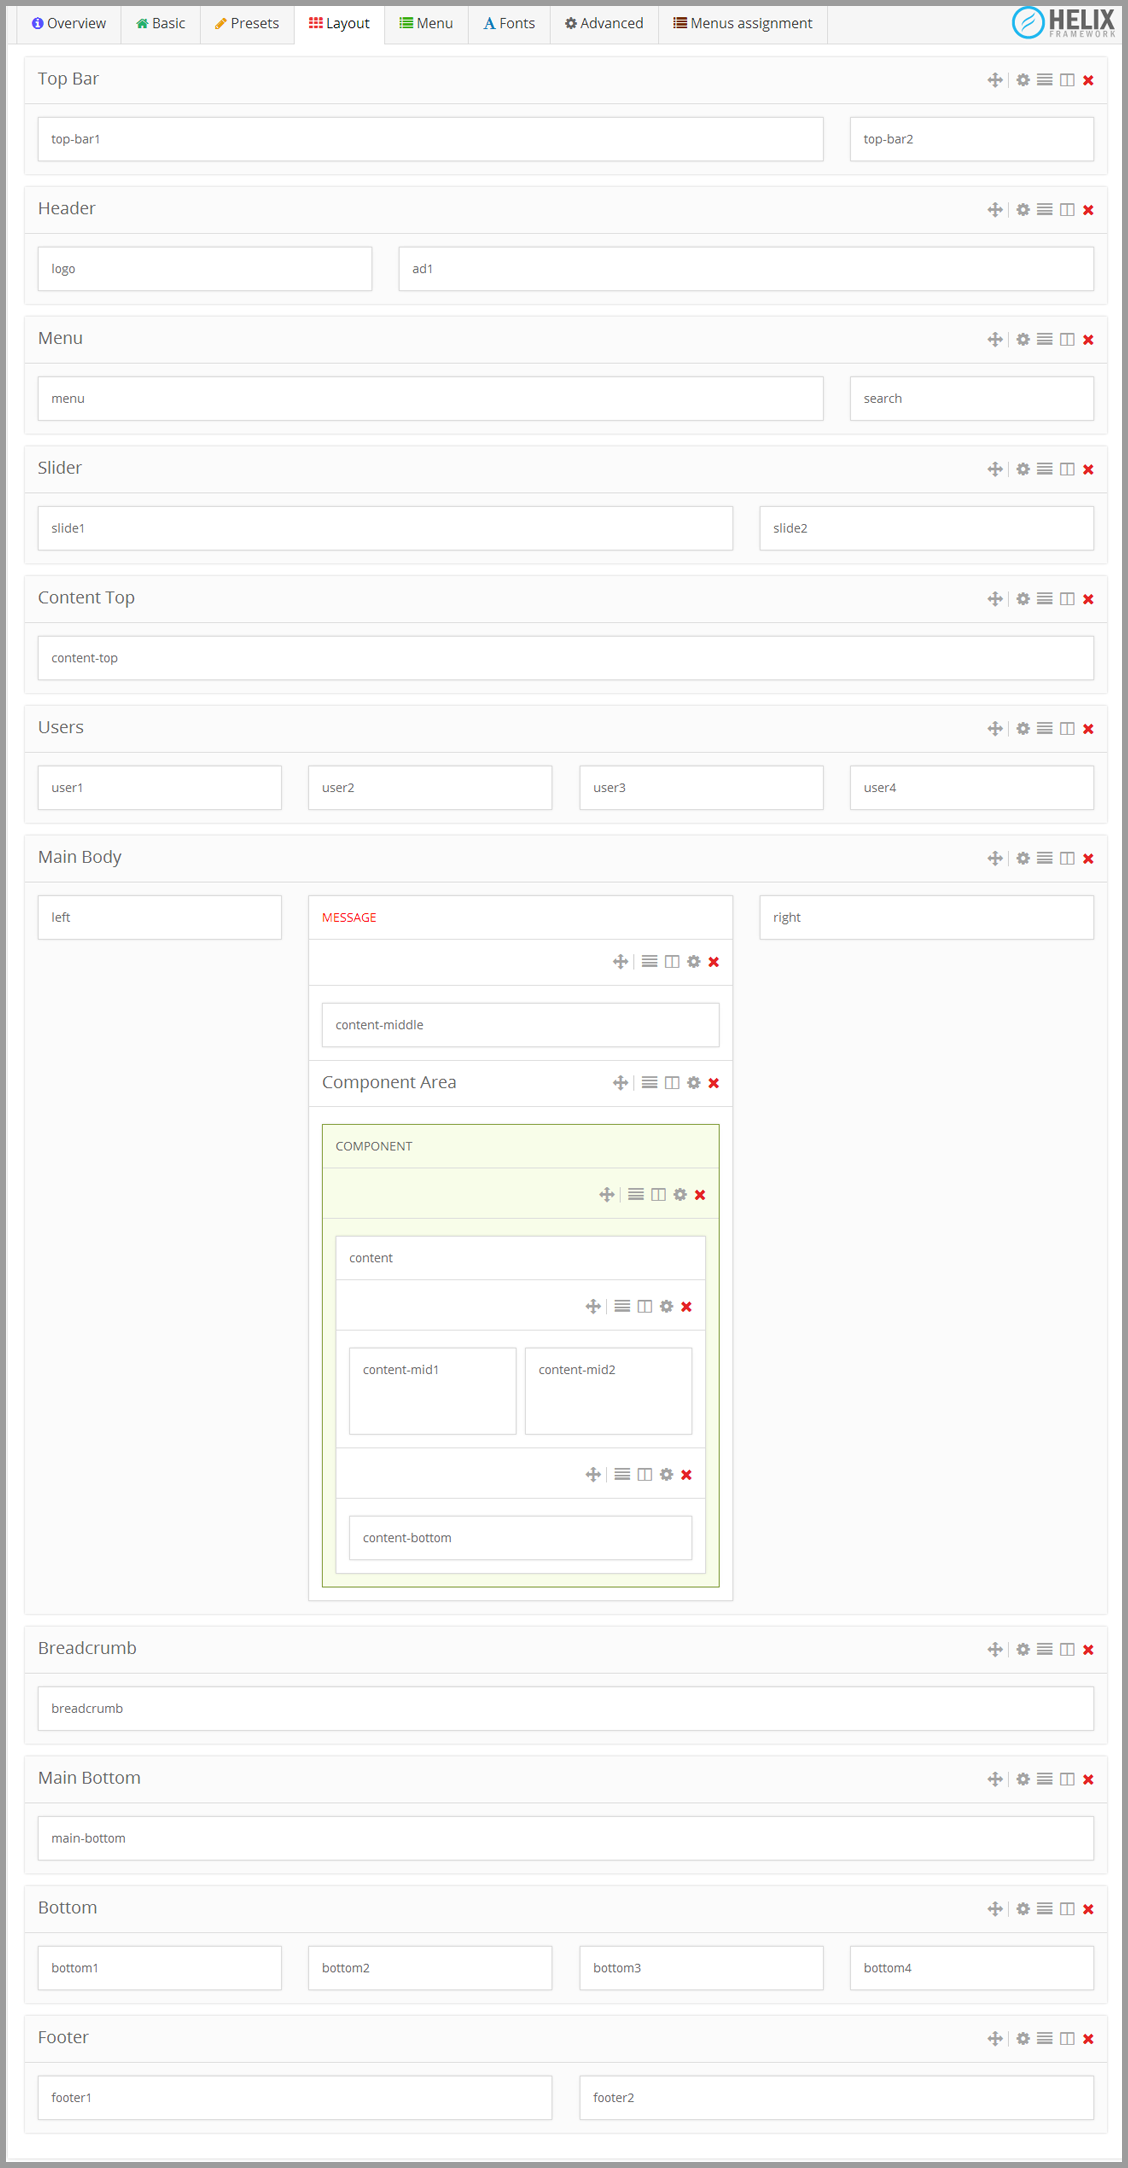 Overview Basic Presets Layout Menu Fonts Advanced Menus assignment HELIX
FRAMEWORK
Top Bar
top-bar1 top-bar2
Header
logo ad1
Menu
menu search
Slider
slide1 slide2
Content Top
content-top
Users
user1 user2 user3 user4
Main Body
left MESSAGE right
content-middle
Component Area
COMPONENT
content
content-mid1 content-mid2
content-bottom
Breadcrumb
breadcrumb
Main Bottom
main-bottom
Bottom
bottom1 bottom2 bottom3 bottom4
Footer
footer1 footer2